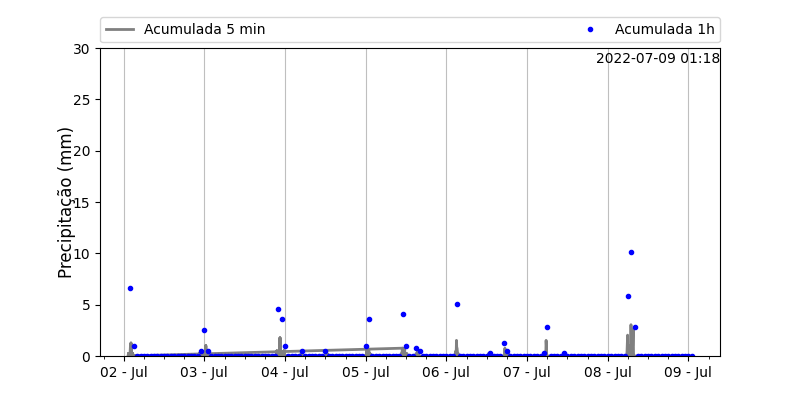 Acumulada 5 min
Acumulada 1h
2022-07-09 01:18
Precipitação (mm)
30
25
20
15
10
5
0
02 - Jul
03 - Jul
04 - Jul
05 - Jul
06 - Jul
07 - Jul
08 - Jul
09 - Jul